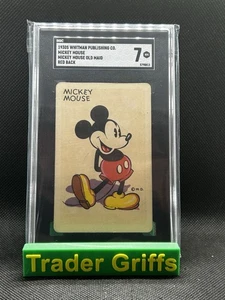 SGC
1930S WHITMAN PUBLISHING CO.
MICKEY MOUSE
MICKEY MOUSE OLD MAID
RED BACK
7
NM
MICKEY
MOUSE
Trader Griffs